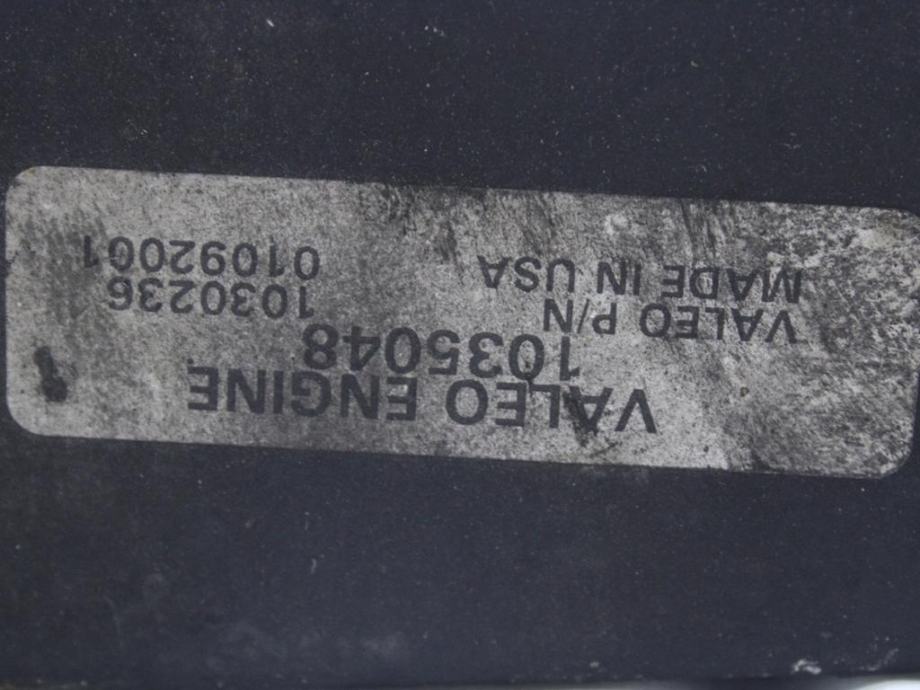 VALEO ENGINE
1035048
VALEO P/N 1030236
MADE IN USA 01092001